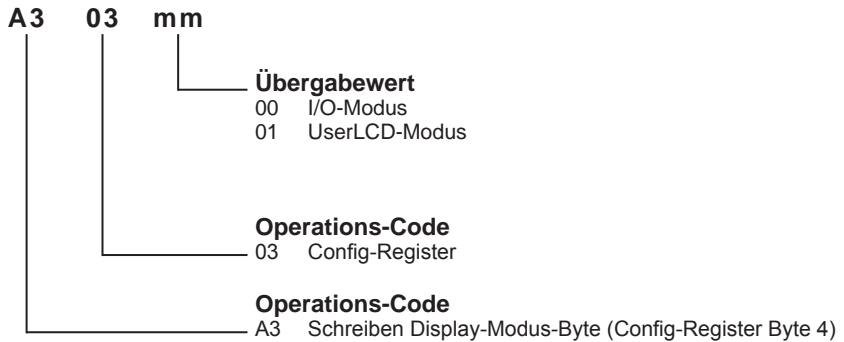 A3 03 mm
Übergabewert
00 I/O-Modus
01 UserLCD-Modus
Operations-Code
03 Config-Register
Operations-Code
A3 Schreiben Display-Modus-Byte (Config-Register Byte 4)